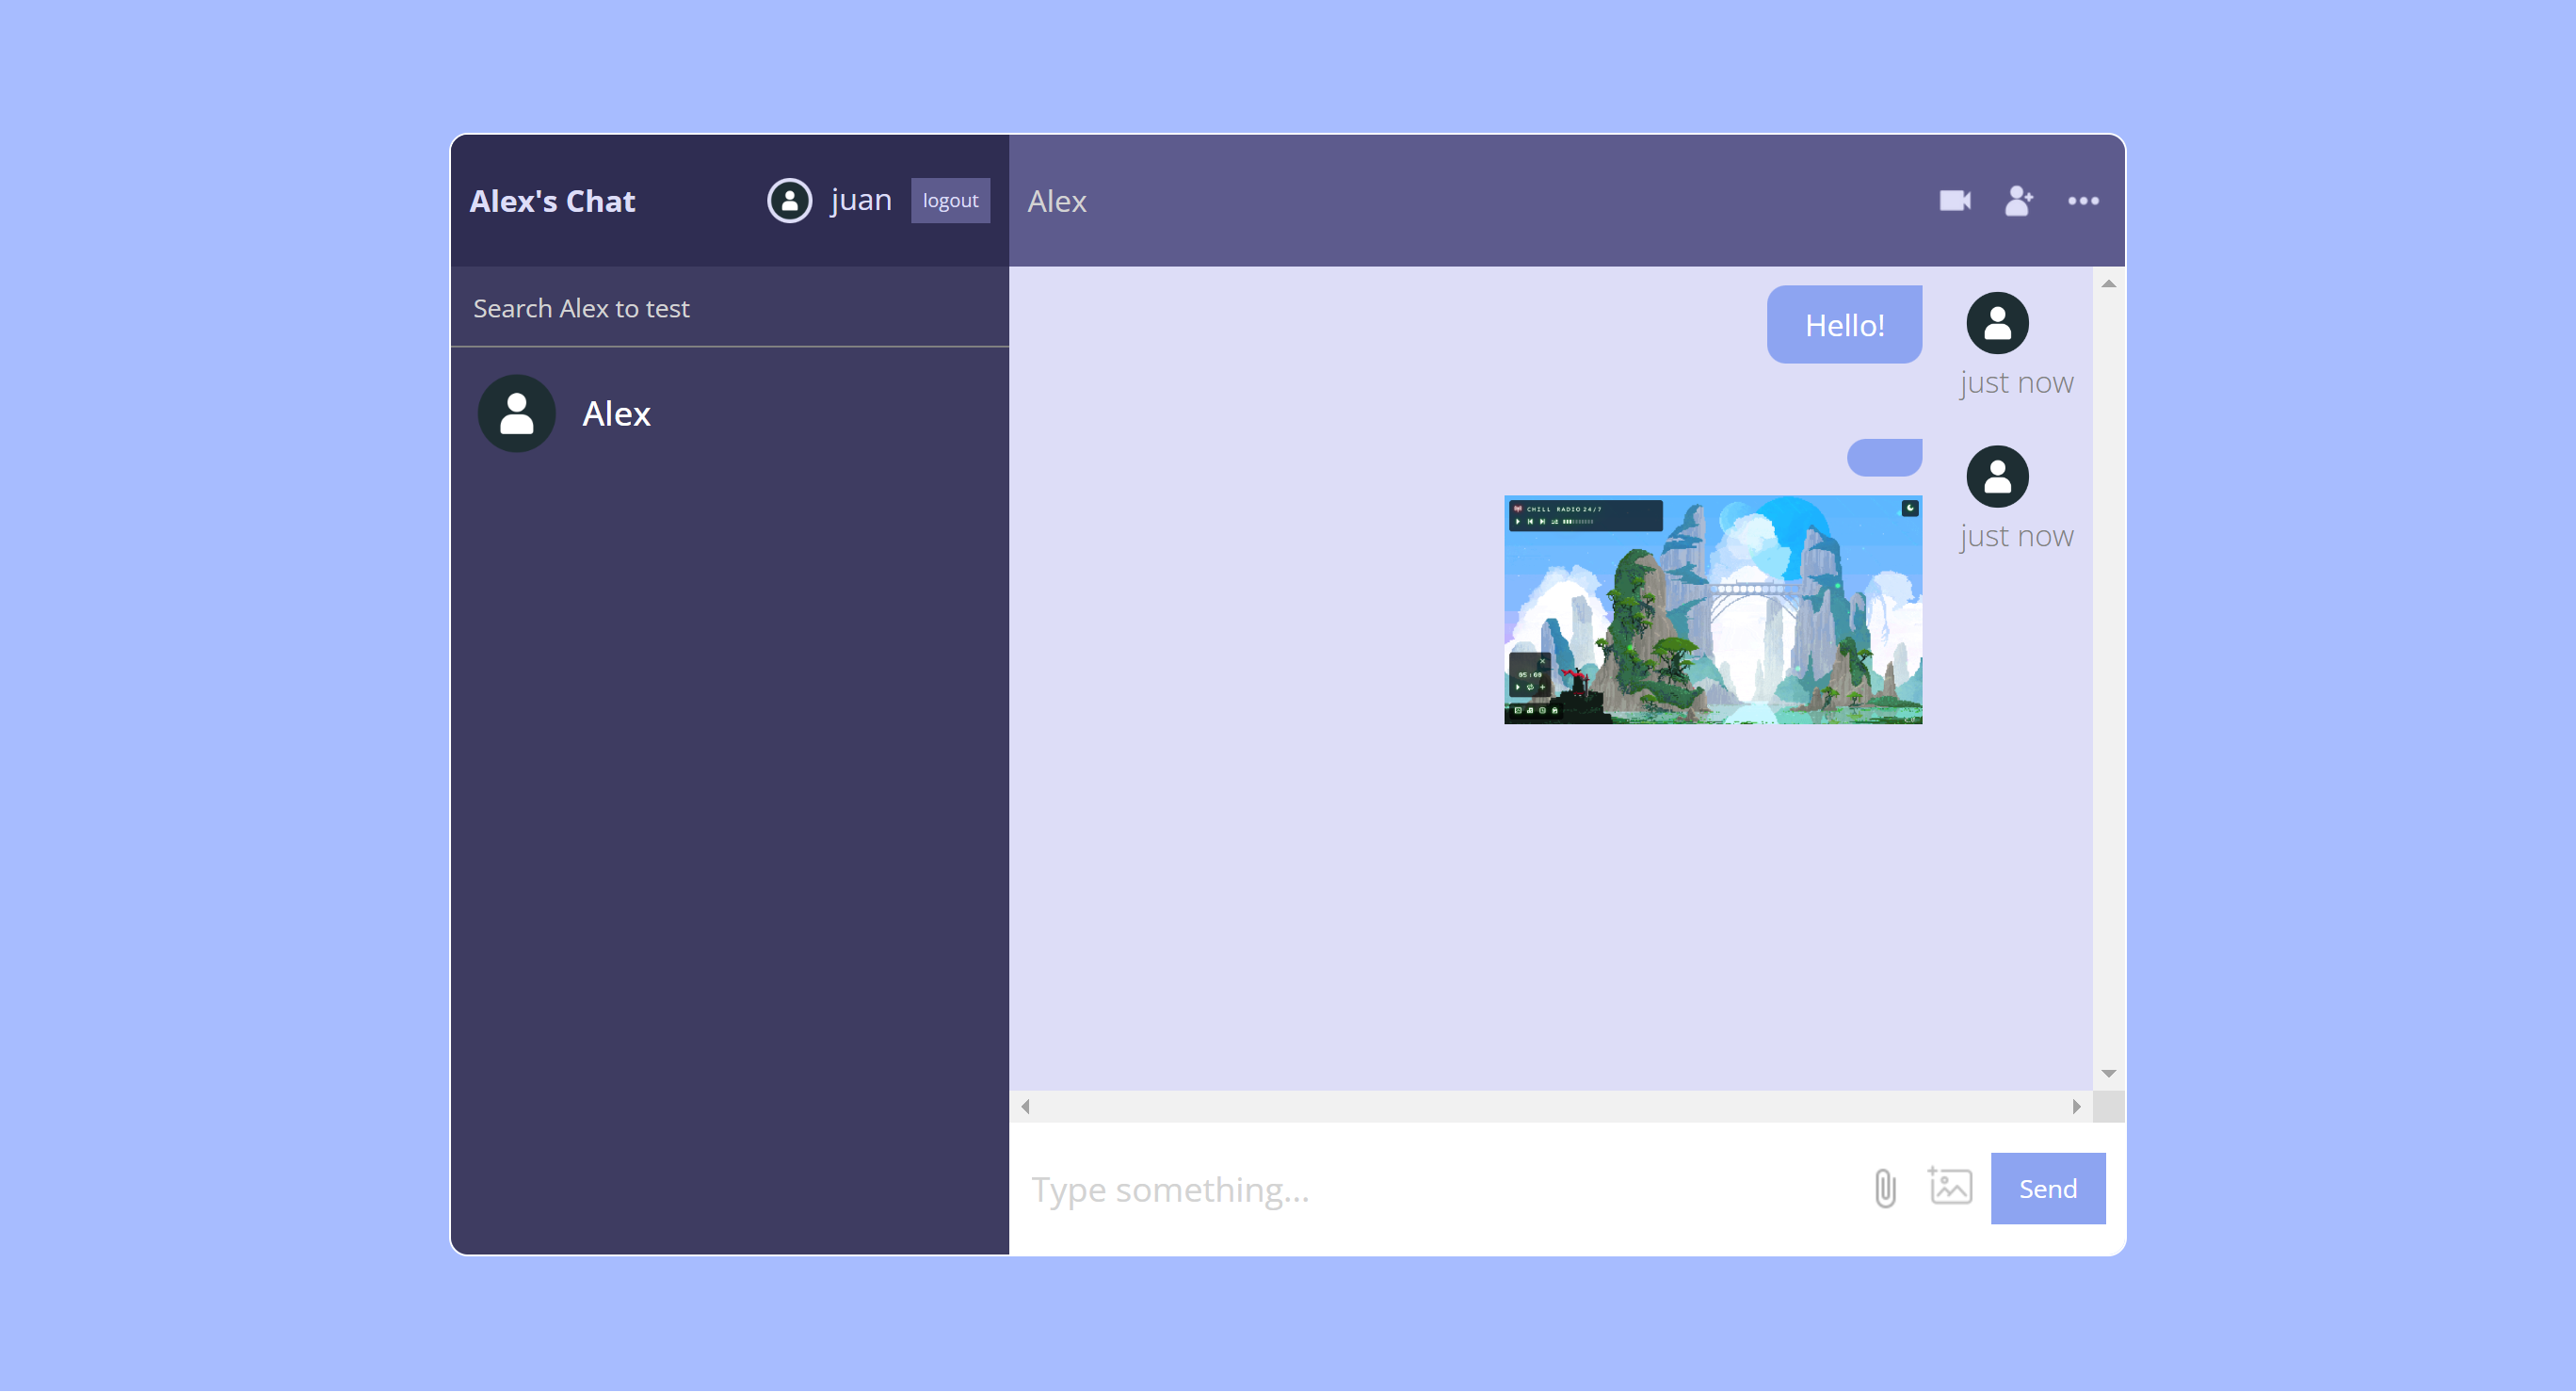 Alex's Chat
juan
logout
Alex
Search Alex to test
Alex
Hello!
just now
just now
CHILL RADIO 24/7
Type something...
Send